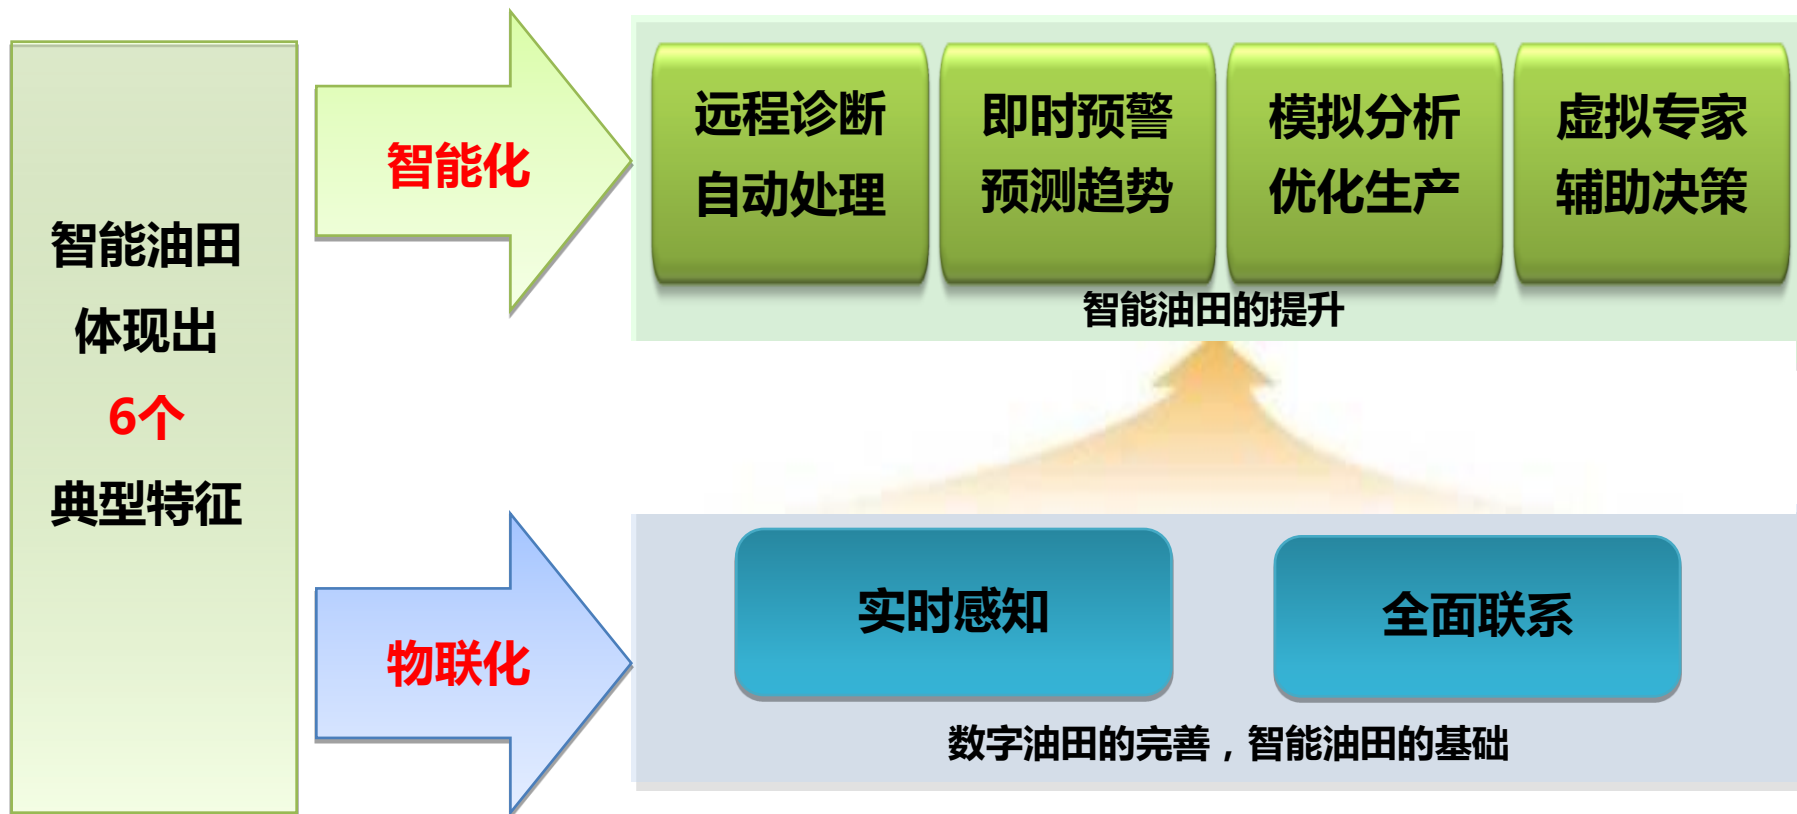 智能油田
体现出
6个
典型特征
智能化
远程诊断
自动处理
即时预警
预测趋势
模拟分析
优化生产
虚拟专家
辅助决策
智能油田的提升
物联化
实时感知
全面联系
数字油田的完善，智能油田的基础